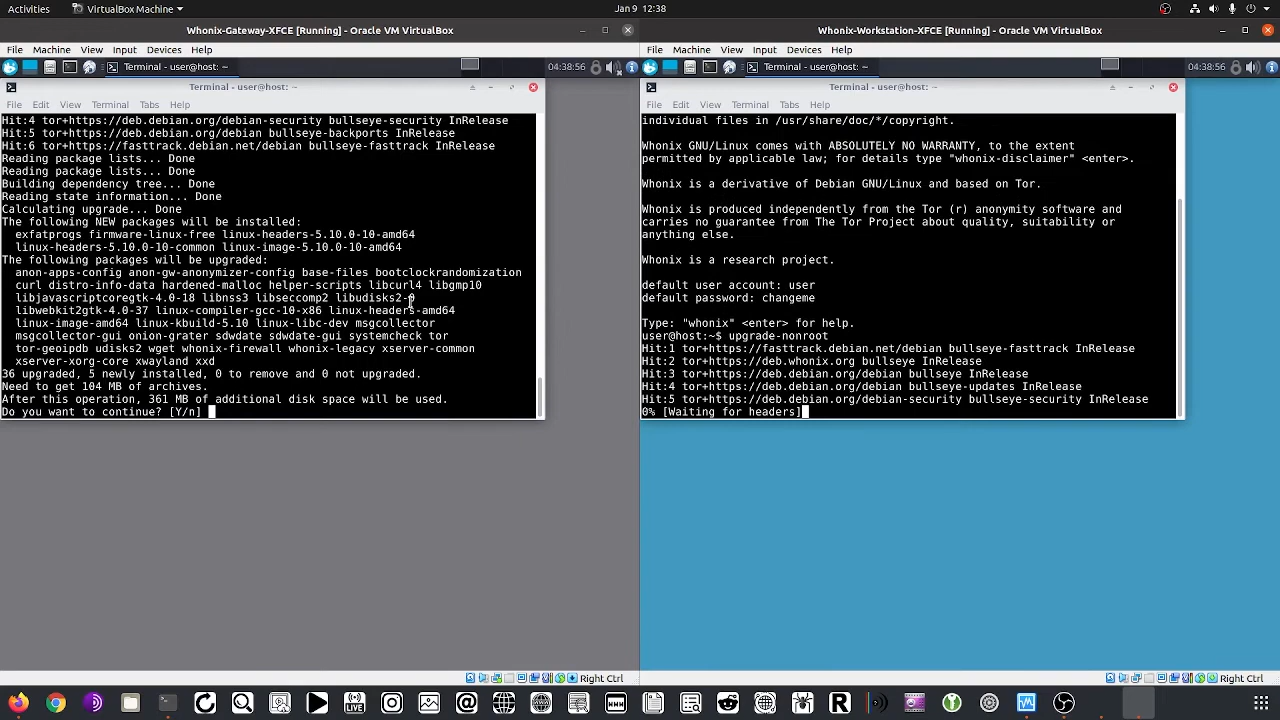 Activities
VirtualBox Machine
Jan 9 12:38
Whonix-Gateway-XFCE [Running] - Oracle VM VirtualBox
File Machine View Input Devices Help
Terminal - user@host: ~
04:38:56
Terminal - user@host: ~
File Edit View Terminal Tabs Help
Hit:4 tor+https://deb.debian.org/debian-security bullseye-security InRelease
Hit:5 tor+https://deb.debian.org/debian bullseye-backports InRelease
Hit:6 tor+https://fasttrack.debian.net/debian bullseye-fasttrack InRelease
Reading package lists... Done
Reading package lists... Done
Building dependency tree... Done
Reading state information... Done
Calculating upgrade... Done
The following NEW packages will be installed:
exfatprogs firmware-linux-free linux-headers-5.10.0-10-amd64
linux-headers-5.10.0-10-common linux-image-5.10.0-10-amd64
The following packages will be upgraded:
anon-apps-config anon-gw-anonymizer-config base-files bootclockrandomization
curl distro-info-data hardened-malloc helper-scripts libcurl4 libgmp10
libjavascriptcoregtk-4.0-18 libnss3 libseccomp2 libudisks2-0
libwebkit2gtk-4.0-37 linux-compiler-gcc-10-x86 linux-headers-amd64
linux-image-amd64 linux-kbuild-5.10 linux-libc-dev msgcollector
msgcollector-gui onion-grater sdwdate sdwdate-gui systemcheck tor
tor-geoipdb udisks2 wget whonix-firewall whonix-legacy xserver-common
xserver-xorg-core xwayland xxd
36 upgraded, 5 newly installed, 0 to remove and 0 not upgraded.
Need to get 104 MB of archives.
After this operation, 361 MB of additional disk space will be used.
Do you want to continue? [Y/n]
Right Ctrl
Whonix-Workstation-XFCE [Running] - Oracle VM VirtualBox
File Machine View Input Devices Help
Terminal - user@host: ~
04:38:56
Terminal - user@host: ~
File Edit View Terminal Tabs Help
individual files in /usr/share/doc/*/copyright.
Whonix GNU/Linux comes with ABSOLUTELY NO WARRANTY, to the extent
permitted by applicable law; for details type "whonix-disclaimer" <enter>.
Whonix is a derivative of Debian GNU/Linux and based on Tor.
Whonix is produced independently from the Tor (r) anonymity software and
carries no guarantee from The Tor Project about quality, suitability or
anything else.
Whonix is a research project.
default user account: user
default password: changeme
Type: "whonix" <enter> for help.
user@host:~$ upgrade-nonroot
Hit:1 tor+https://fasttrack.debian.net/debian bullseye-fasttrack InRelease
Hit:2 tor+https://deb.whonix.org bullseye InRelease
Hit:3 tor+https://deb.debian.org/debian bullseye InRelease
Hit:4 tor+https://deb.debian.org/debian bullseye-updates InRelease
Hit:5 tor+https://deb.debian.org/debian-security bullseye-security InRelease
0% [Waiting for headers]
Right Ctrl
LIVE
WWW
R